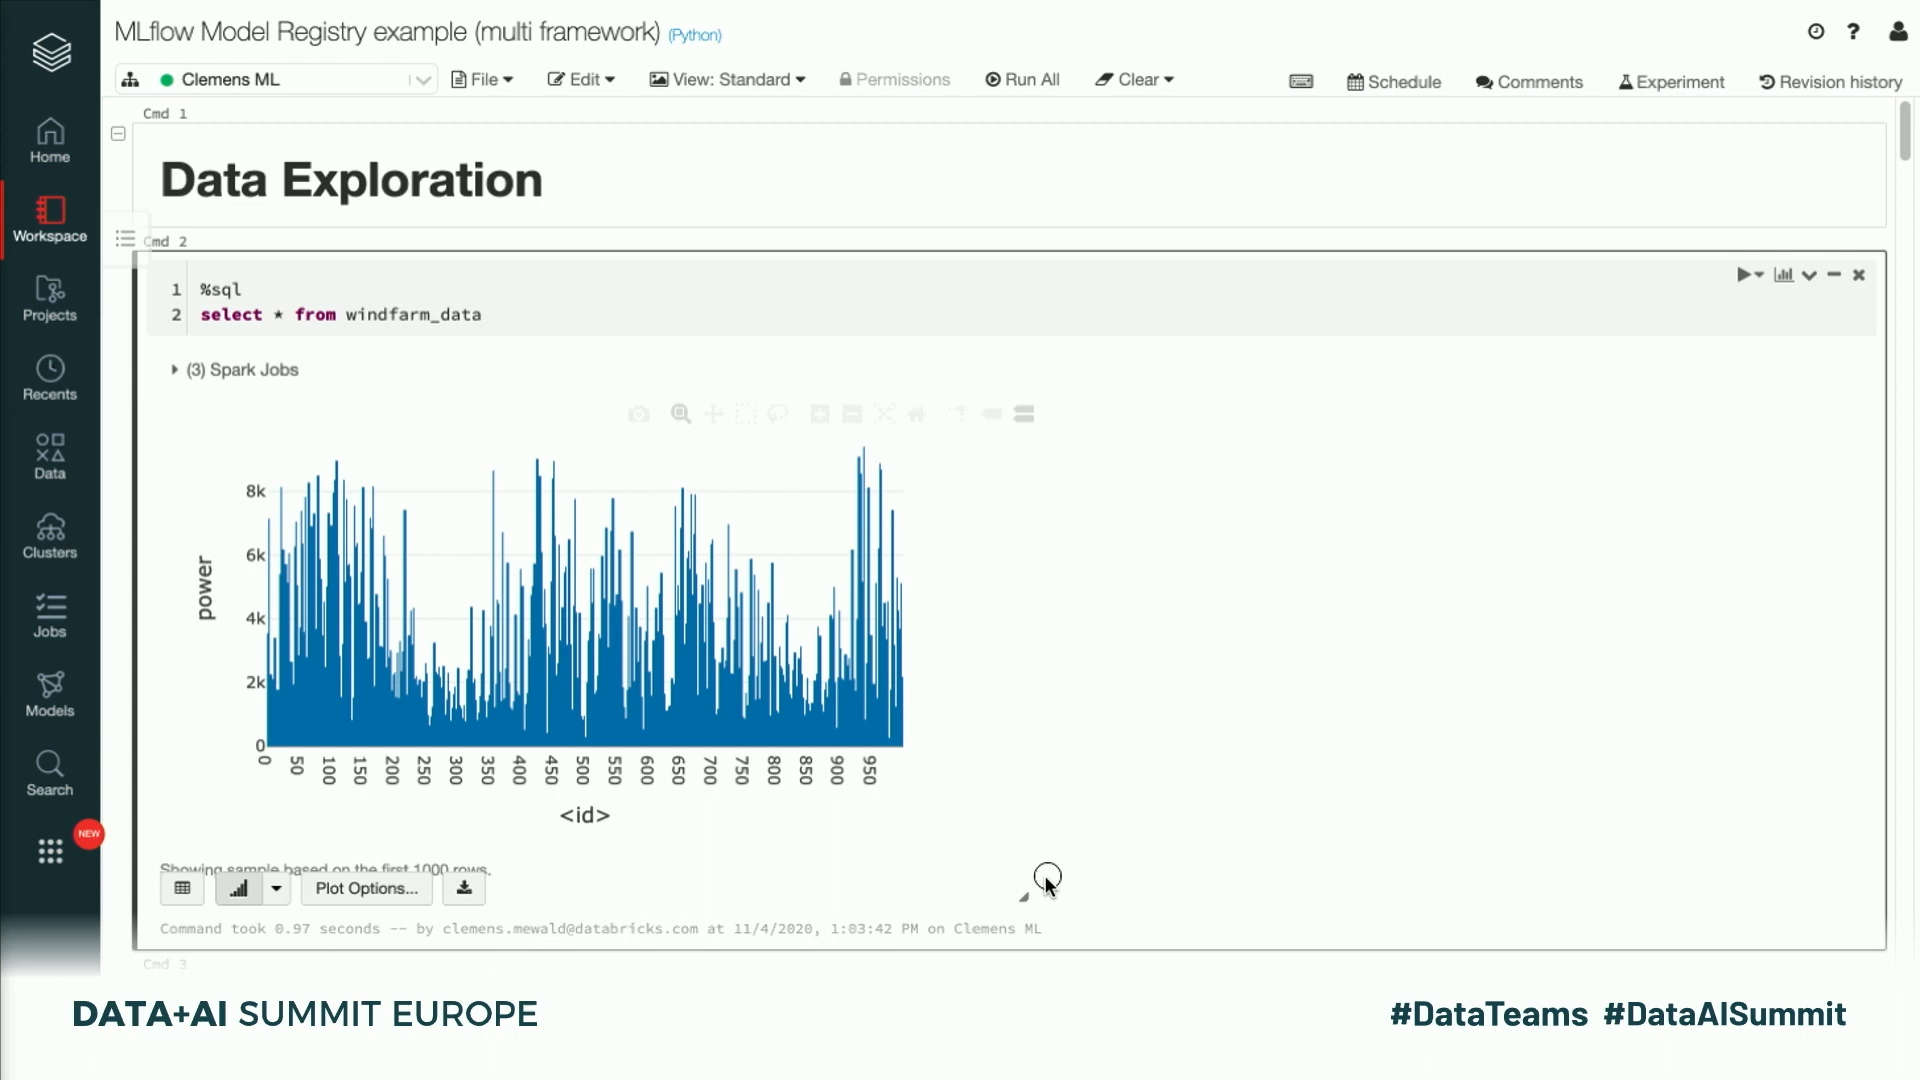 MLflow Model Registry example (multi framework) (Python)
Clemens ML
File
Edit
View: Standard
Permissions
Run All
Clear
Schedule
Comments
Experiment
Revision history
Home
Workspace
Projects
Recents
Data
Clusters
Jobs
Models
Search
NEW
Cmd 1
Data Exploration
Cmd 2
1 %sql
2 select * from windfarm_data
(3) Spark Jobs
power
8k
6k
4k
2k
0
0 50 100 150 200 250 300 350 400 450 500 550 600 650 700 750 800 850 900 950
<id>
Showing sample based on the first 1000 rows.
Plot Options...
Command took 0.97 seconds -- by clemens.mewald@databricks.com at 11/4/2020, 1:03:42 PM on Clemens ML
Cmd 3
DATA+AI SUMMIT EUROPE
#DataTeams #DataAISummit